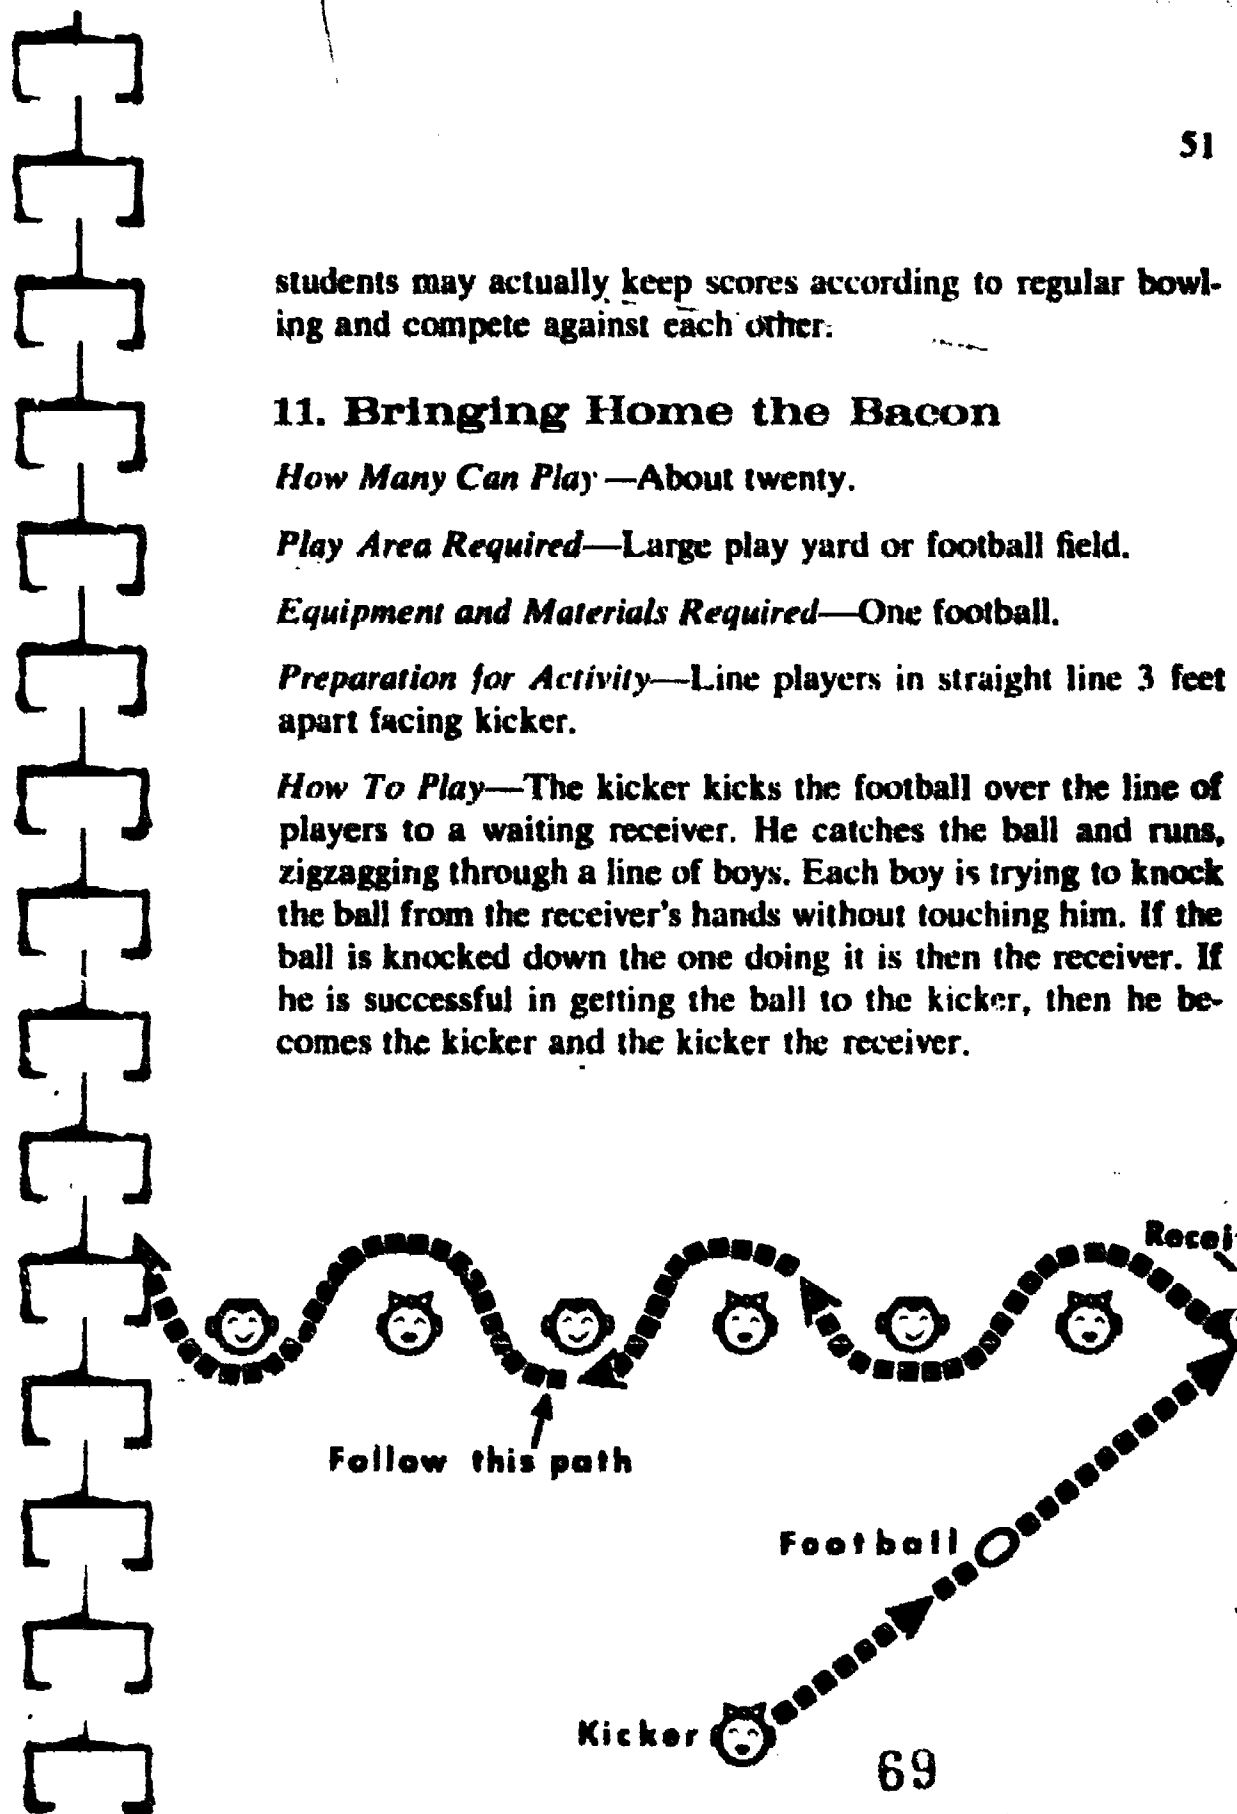 51
students may actually keep scores according to regular bowl-
ing and compete against each other.
11. Bringing Home the Bacon
How Many Can Play—About twenty.
Play Area Required—Large play yard or football field.
Equipment and Materials Required—One football.
Preparation for Activity—Line players in straight line 3 feet
apart facing kicker.
How To Play—The kicker kicks the football over the line of
players to a waiting receiver. He catches the ball and runs,
zigzagging through a line of boys. Each boy is trying to knock
the ball from the receiver's hands without touching him. If the
ball is knocked down the one doing it is then the receiver. If
he is successful in getting the ball to the kicker, then he be-
comes the kicker and the kicker the receiver.
Follow this path
Football
Kicker
69